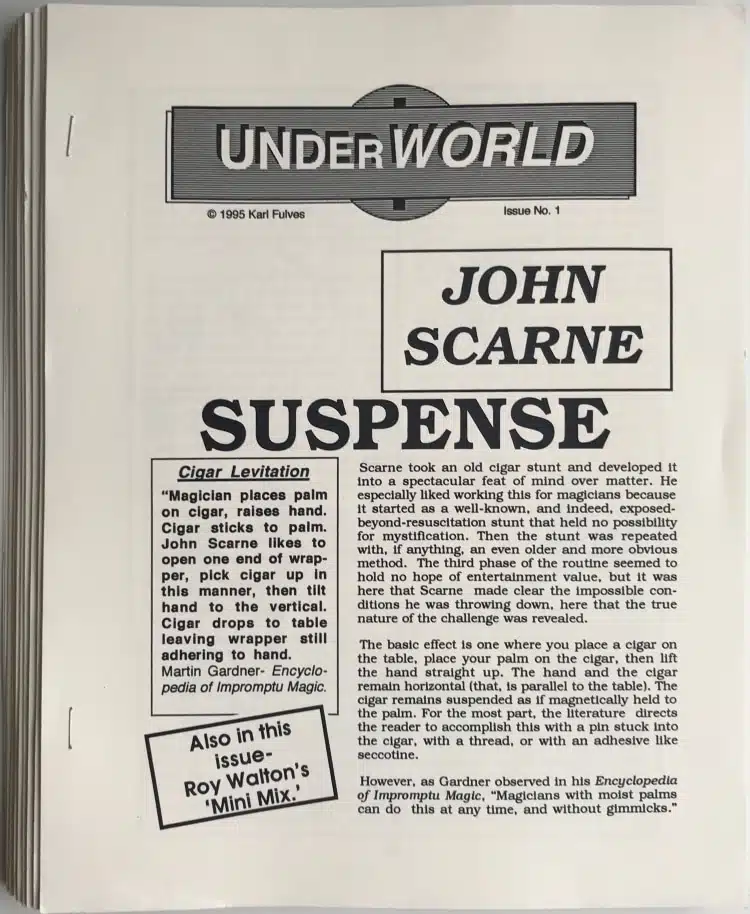 UNDERWORLD
© 1995 Karl Fulves
Issue No. 1
JOHN
SCARNE
SUSPENSE
Cigar Levitation
“Magician places palm
on cigar, raises hand.
Cigar sticks to palm.
John Scarne likes to
open one end of wrap-
per, pick cigar up in
this manner, then tilt
hand to the vertical.
Cigar drops to table
leaving wrapper still
adhering to hand.
Martin Gardner- Encyclo-
pedia of Impromptu Magic.
Also in this
issue-
Roy Walton's
'Mini Mix.'
Scarne took an old cigar stunt and developed it
into a spectacular feat of mind over matter. He
especially liked working this for magicians because
it started as a well-known, and indeed, exposed-
beyond-resuscitation stunt that held no possibility
for mystification. Then the stunt was repeated
with, if anything, an even older and more obvious
method. The third phase of the routine seemed to
hold no hope of entertainment value, but it was
here that Scarne made clear the impossible con-
ditions he was throwing down, here that the true
nature of the challenge was revealed.
The basic effect is one where you place a cigar on
the table, place your palm on the cigar, then lift
the hand straight up. The hand and the cigar
remain horizontal (that, is parallel to the table). The
cigar remains suspended as if magnetically held to
the palm. For the most part, the literature directs
the reader to accomplish this with a pin stuck into
the cigar, with a thread, or with an adhesive like
seccotine.
However, as Gardner observed in his Encyclopedia
of Impromptu Magic, “Magicians with moist palms
can do this at any time, and without gimmicks.”